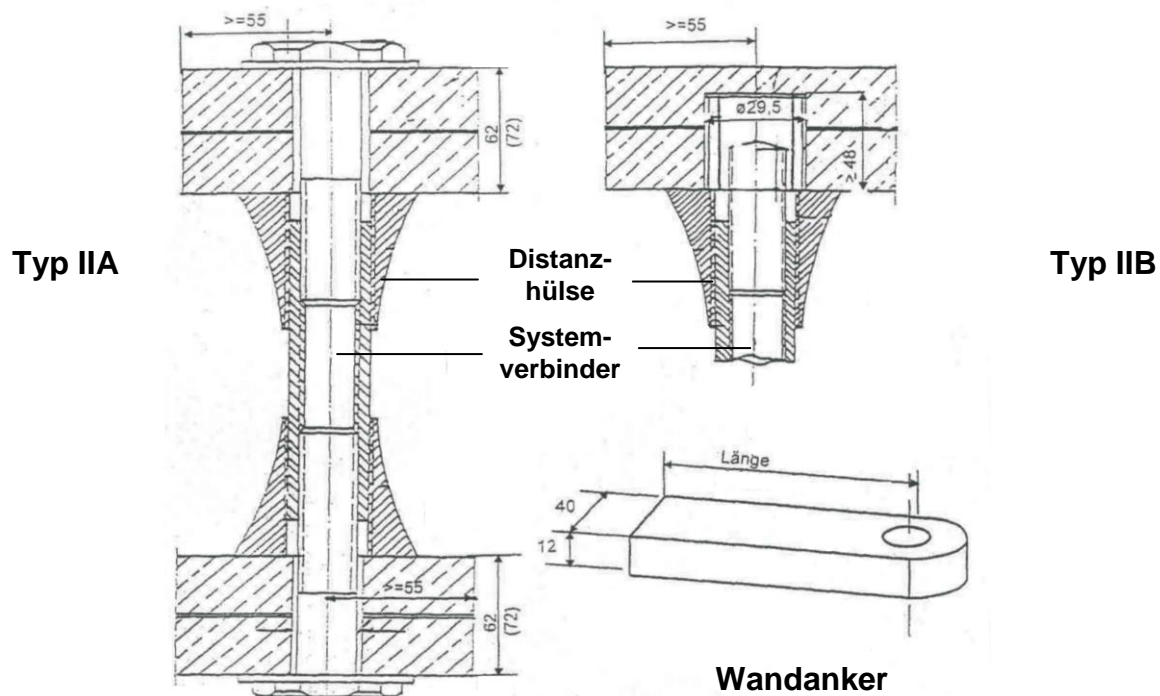 >=55
>=55
ø29,5
62
(72)
≥ 48
Typ IIA
Distanz-
hülse
Typ IIB
System-
verbinder
Länge
40
12
>=55
62
(72)
Wandanker